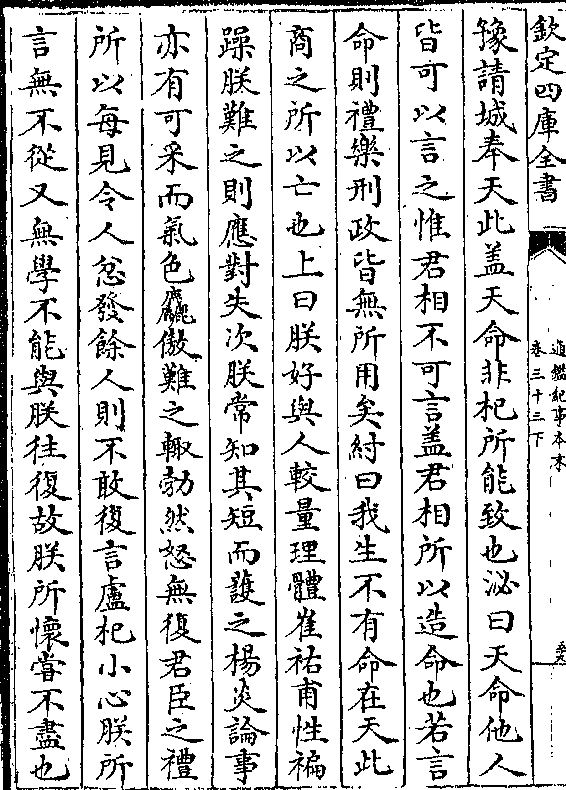 欽定四庫全書
通鑑紀事本末
卷三十三下
豫請城奉天此盖天命非杞所能致也泌曰天命他人
皆可以言之惟君相不可言盖君相所以造命也若言
命則禮樂刑政皆無所用矣紂曰我生不有命在天此
商之所以亡也上曰朕好與人較量理體崔祐甫性褊
躁朕難之則應對失次朕常知其短而護之楊炎論事
亦有可采而氣色麤傲難之輙勃然怒無復君臣之禮
所以每見令人忿發餘人則不敢復言盧杞小心朕所
言無不從又無學不能與朕往復故朕所懷嘗不盡也